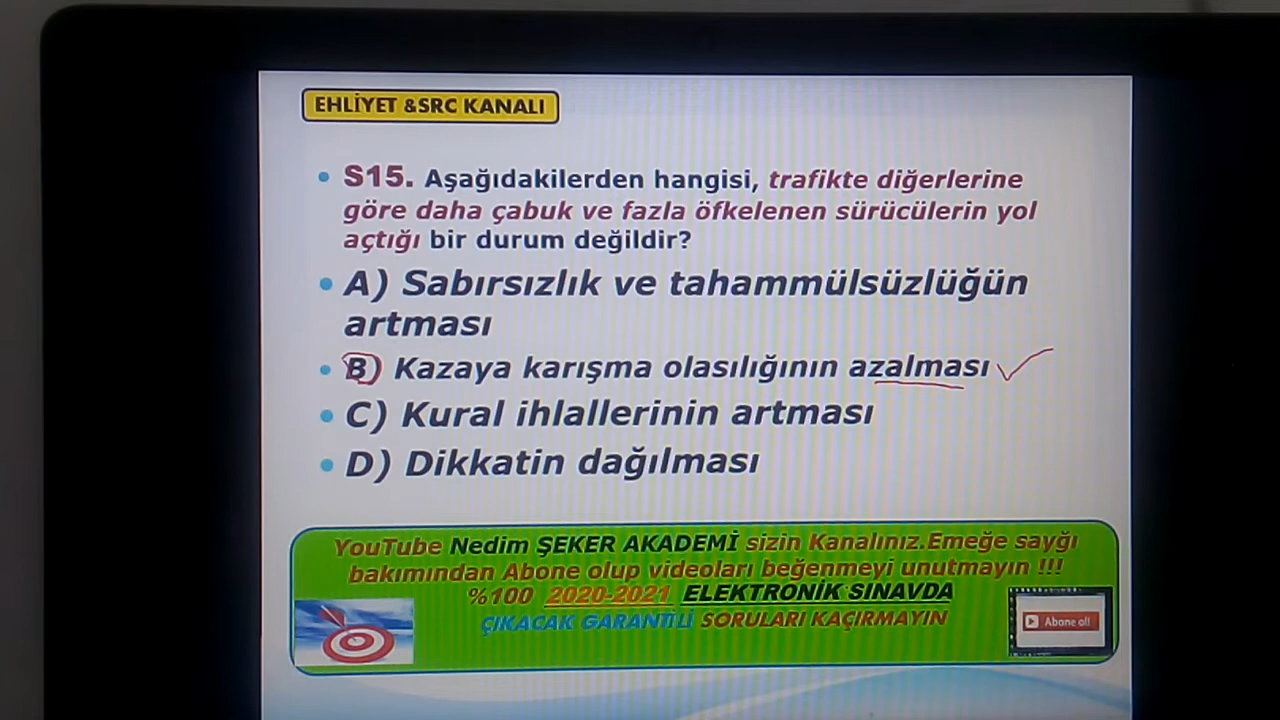 EHLİYET &SRC KANALI
• S15. Aşağıdakilerden hangisi, trafikte diğerlerine
göre daha çabuk ve fazla öfkelenen sürücülerin yol
açtığı bir durum değildir?
• A) Sabırsızlık ve tahammülsüzlüğün
artması
• B) Kazaya karışma olasılığının azalması
• C) Kural ihlallerinin artması
• D) Dikkatin dağılması
YouTube Nedim ŞEKER AKADEMİ sizin Kanalınız.Emeğe sayğı
bakımından Abone olup videoları beğenmeyi unutmayın !!!
%100 2020-2021 ELEKTRONİK SINAVDA
ÇIKACAK GARANTİLİ SORULARI KAÇIRMAYIN
Abone ol!